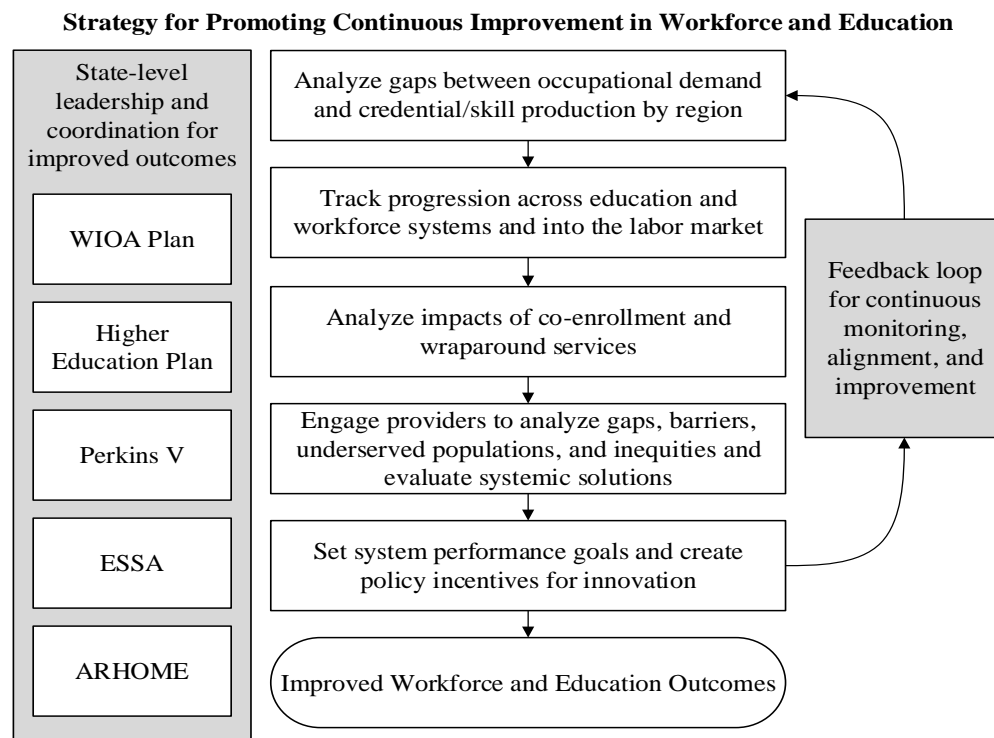 Strategy for Promoting Continuous Improvement in Workforce and Education
State-level
leadership and
coordination for
improved outcomes
WIOA Plan
Higher
Education Plan
Perkins V
ESSA
ARHOME
Analyze gaps between occupational demand
and credential/skill production by region
Track progression across education and
workforce systems and into the labor market
Analyze impacts of co-enrollment and
wraparound services
Engage providers to analyze gaps, barriers,
underserved populations, and inequities and
evaluate systemic solutions
Set system performance goals and create
policy incentives for innovation
Improved Workforce and Education Outcomes
Feedback loop
for continuous
monitoring,
alignment, and
improvement